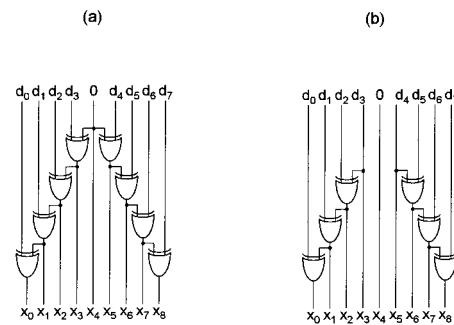 (a) (b)
d0 d1 d2 d3 0 d4 d5 d6 d7
d0 d1 d2 d3 0 d4 d5 d6
x0 x1 x2 x3 x4 x5 x6 x7 x8
x0 x1 x2 x3 x4 x5 x6 x7 x8